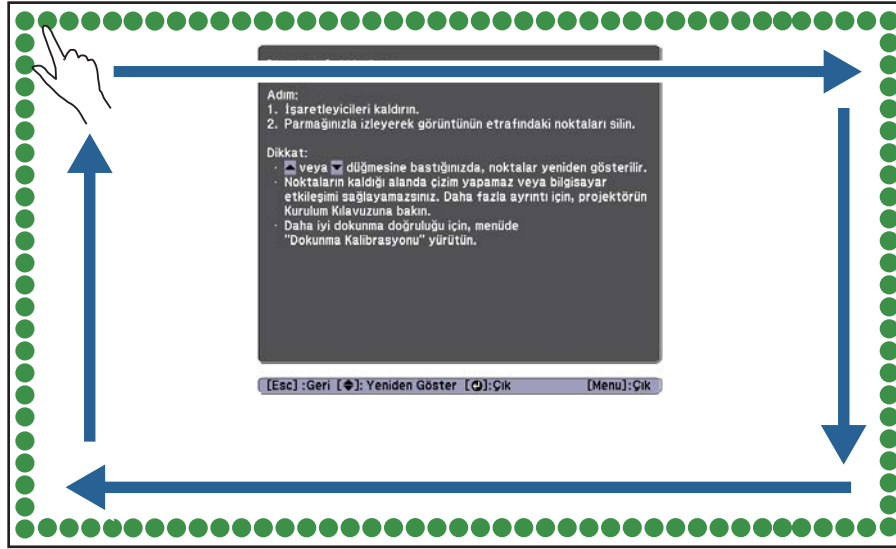 Adım:
1. İşaretleyicileri kaldırın.
2. Parmağınızla izleyerek görüntünün etrafındaki noktaları silin.
Dikkat:
· ▲ veya ▼ düğmesine bastığınızda, noktalar yeniden gösterilir.
· Noktaların kaldığı alanda çizim yapamaz veya bilgisayar
etkileşimi sağlayamazsınız. Daha fazla ayrıntı için, projektörün
Kurulum Kılavuzuna bakın.
· Daha iyi dokunma doğruluğu için, menüde
"Dokunma Kalibrasyonu" yürütün.
[Esc] :Geri [◆]: Yeniden Göster [⏎]:Çık [Menu]:Çık